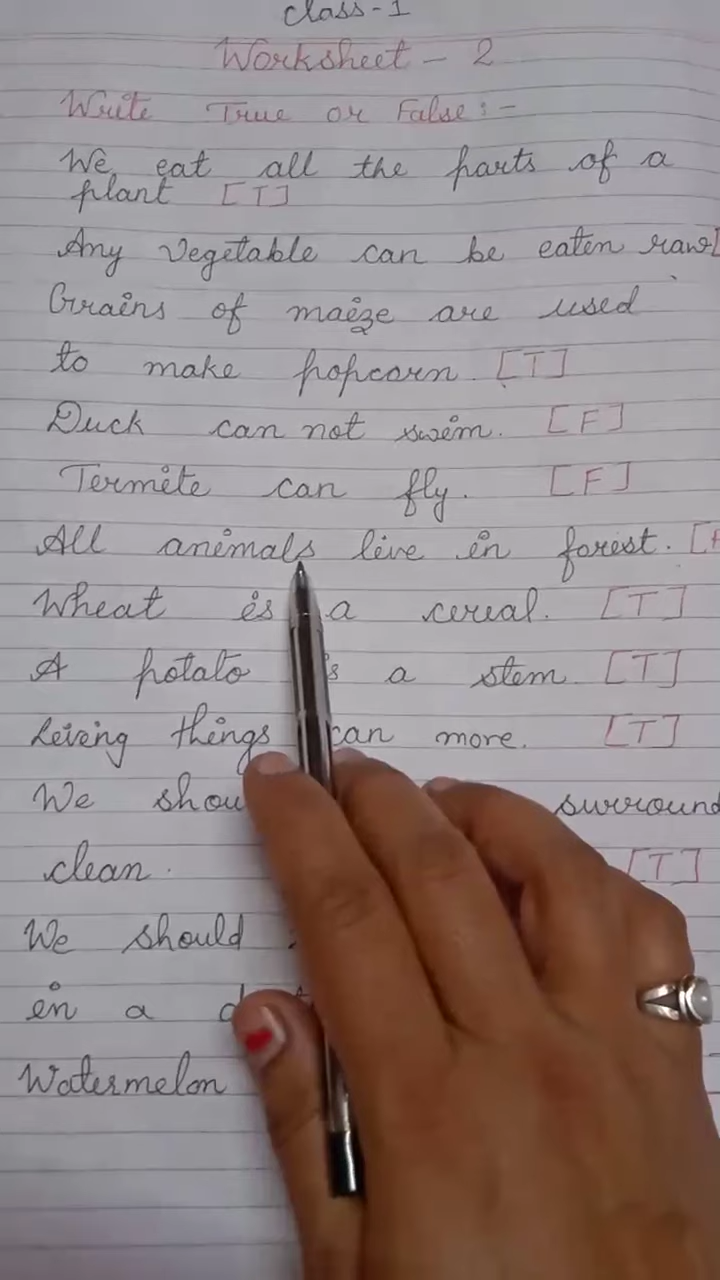 Class-1
Worksheet - 2
Write True or False:-
We eat all the parts of a
plant [T]
Any vegetable can be eaten raw [
Grains of maize are used
to make popcorn. [T]
Duck can not swim. [F]
Termite can fly. [F]
All animals live in forest. [
Wheat is a cereal. [T]
A potato is a stem [T]
Living things can more. [T]
We surround
clean. [T]
We should
in a
Watermelon